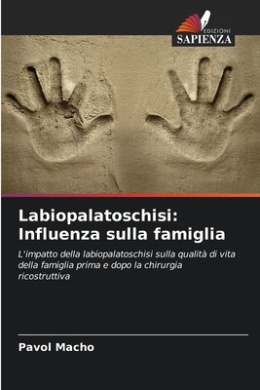 EDIZIONI
SAPIENZA
Labiopalatoschisi:
Influenza sulla famiglia
L'impatto della labiopalatoschisi sulla qualità di vita
della famiglia prima e dopo la chirurgia
ricostruttiva
Pavol Macho